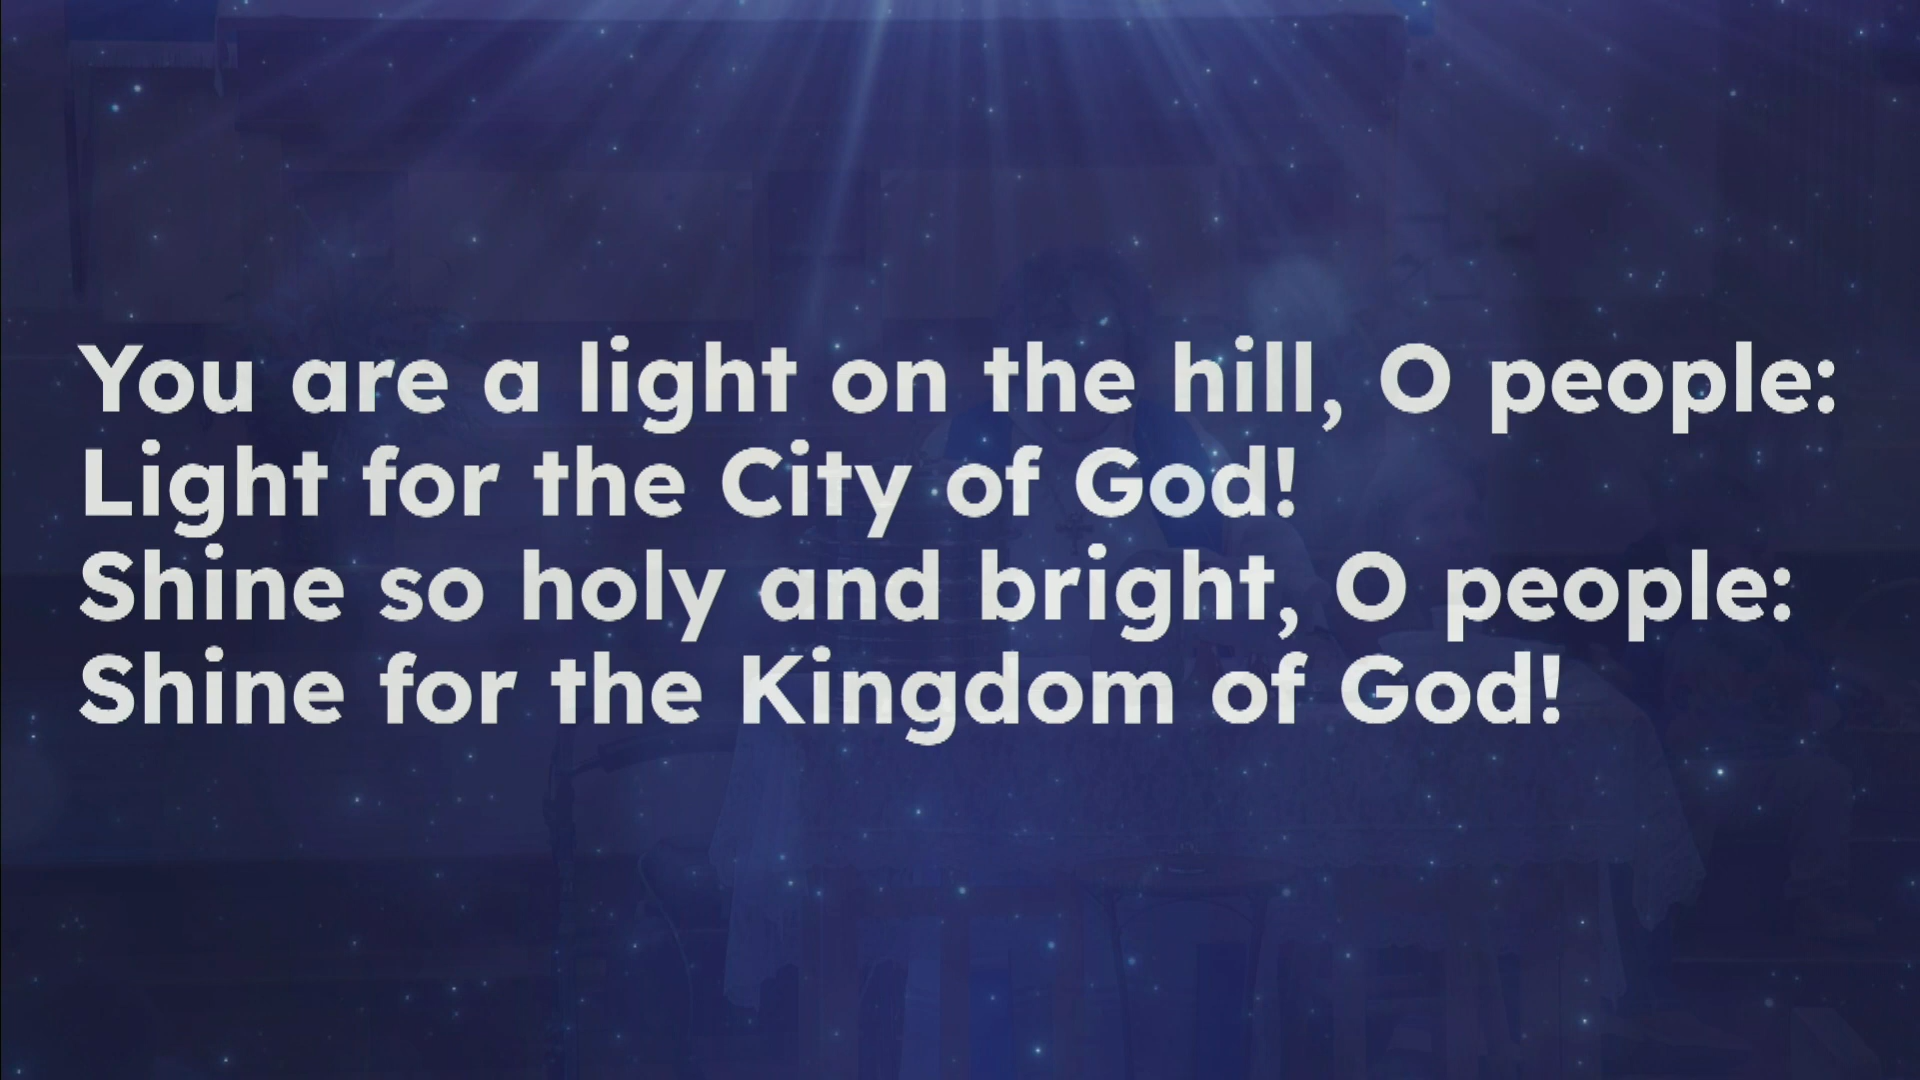 You are a light on the hill, O people:
Light for the City of God!
Shine so holy and bright, O people:
Shine for the Kingdom of God!